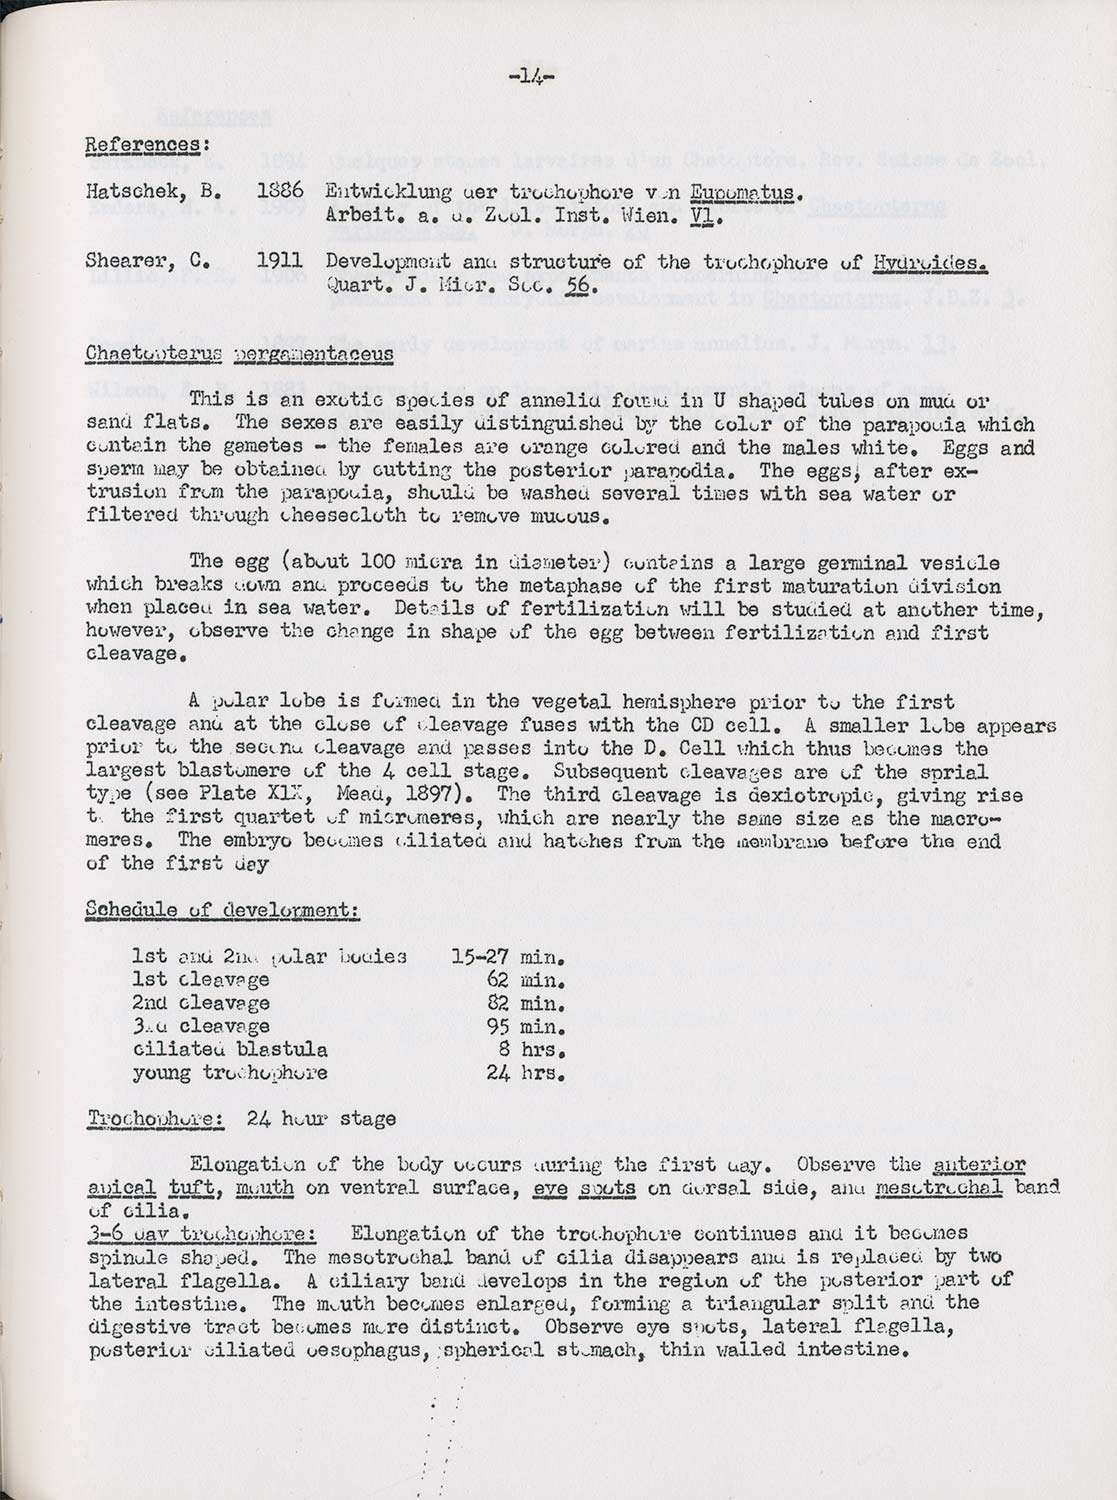 -14-
References:
Hatschek, B. 1886 Entwicklung der trochophore von Eupomatus.
Arbeit. a. d. Zool. Inst. Wien. V1.
Shearer, C. 1911 Development and structure of the trochophore of Hydroides.
Quart. J. Micr. Soc. 56.
Chaetopterus pergamentaceus
This is an exotic species of annelid found in U shaped tubes on mud or
sand flats. The sexes are easily distinguished by the color of the parapodia which
contain the gametes - the females are orange colored and the males white. Eggs and
sperm may be obtained by cutting the posterior parapodia. The eggs, after ex-
trusion from the parapodia, should be washed several times with sea water or
filtered through cheesecloth to remove mucous.
The egg (about 100 micra in diameter) contains a large germinal vesicle
which breaks down and proceeds to the metaphase of the first maturation division
when placed in sea water. Details of fertilization will be studied at another time,
however, observe the change in shape of the egg between fertilization and first
cleavage.
A polar lobe is formed in the vegetal hemisphere prior to the first
cleavage and at the close of cleavage fuses with the CD cell. A smaller lobe appears
prior to the second cleavage and passes into the D. Cell which thus becomes the
largest blastomere of the 4 cell stage. Subsequent cleavages are of the sprial
type (see Plate X1X, Mead, 1897). The third cleavage is dexiotropic, giving rise
to the first quartet of micromeres, which are nearly the same size as the macro-
meres. The embryo becomes ciliated and hatches from the membrane before the end
of the first day
Schedule of development:
1st and 2nd polar bodies 15-27 min.
1st cleavage 62 min.
2nd cleavage 82 min.
3rd cleavage 95 min.
ciliated blastula 8 hrs.
young trochophore 24 hrs.
Trochophore: 24 hour stage
Elongation of the body occurs during the first day. Observe the anterior
apical tuft, mouth on ventral surface, eye spots on dorsal side, and mesotrochal band
of cilia.
3-6 day trochophore: Elongation of the trochophore continues and it becomes
spindle shaped. The mesotrochal band of cilia disappears and is replaced by two
lateral flagella. A ciliary band develops in the region of the posterior part of
the intestine. The mouth becomes enlarged, forming a triangular split and the
digestive tract becomes more distinct. Observe eye spots, lateral flagella,
posterior ciliated oesophagus, spherical stomach, thin walled intestine.